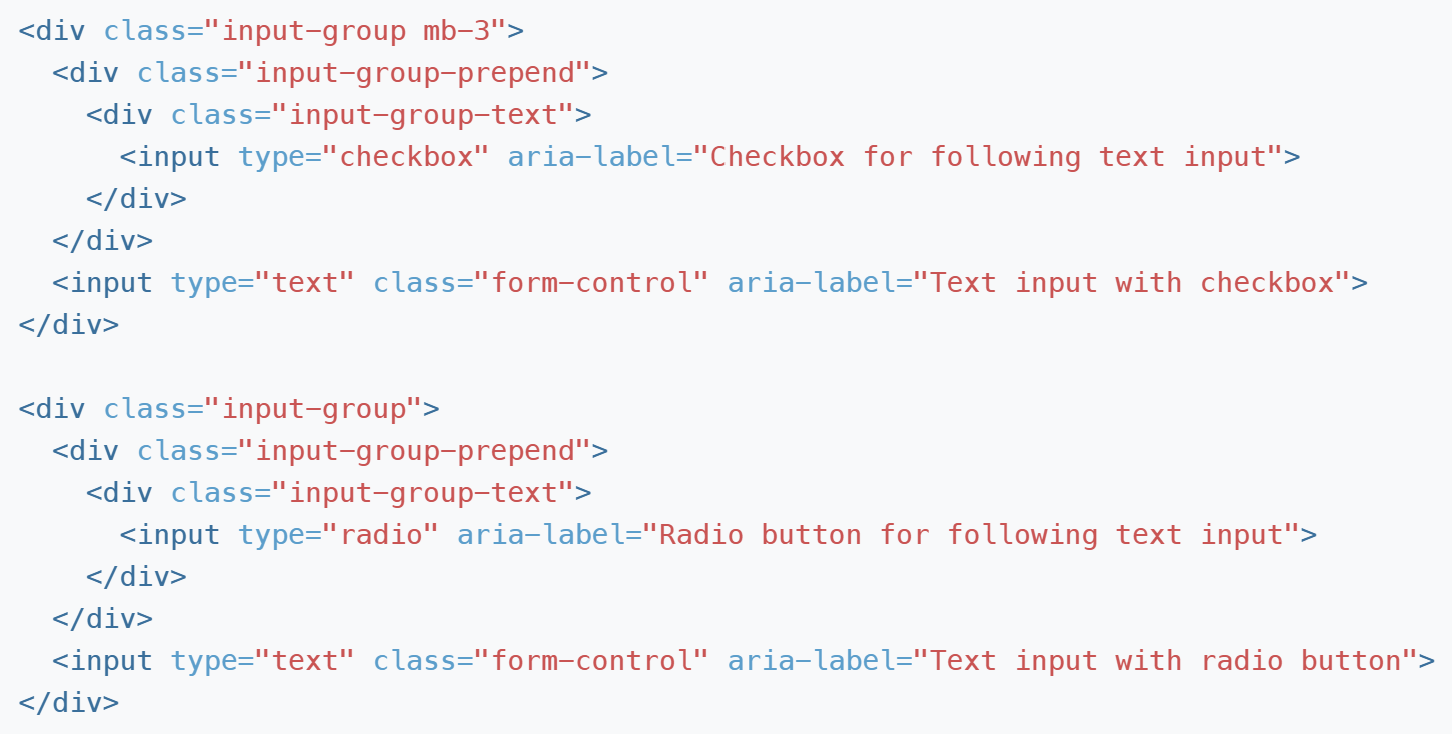 <div class="input-group mb-3">
  <div class="input-group-prepend">
    <div class="input-group-text">
      <input type="checkbox" aria-label="Checkbox for following text input">
    </div>
  </div>
  <input type="text" class="form-control" aria-label="Text input with checkbox">
</div>

<div class="input-group">
  <div class="input-group-prepend">
    <div class="input-group-text">
      <input type="radio" aria-label="Radio button for following text input">
    </div>
  </div>
  <input type="text" class="form-control" aria-label="Text input with radio button">
</div>